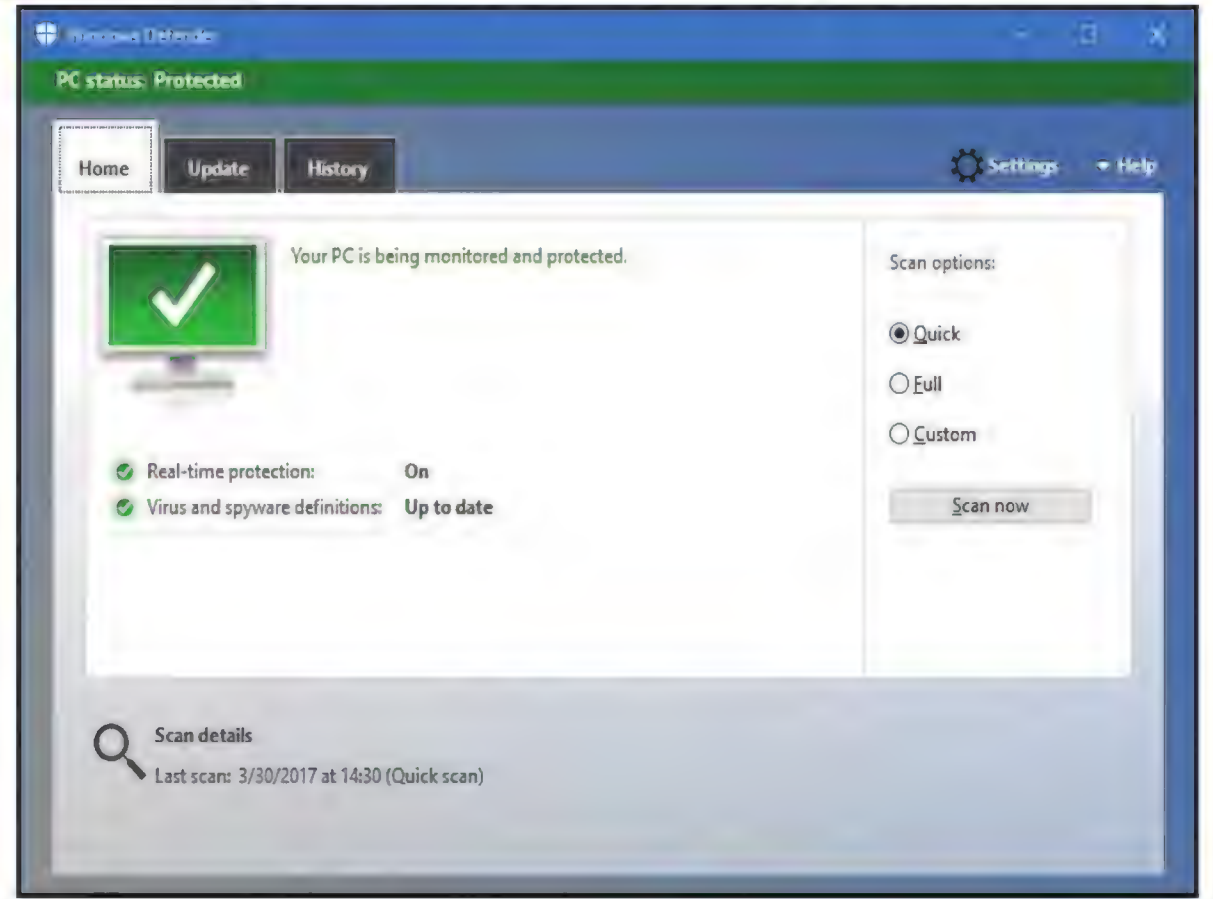 Windows Defender
PC status: Protected
Home
Update
History
Settings
Help
Your PC is being monitored and protected.
Scan options:
Quick
Full
Custom
Real-time protection: On
Virus and spyware definitions: Up to date
Scan now
Scan details
Last scan: 3/30/2017 at 14:30 (Quick scan)